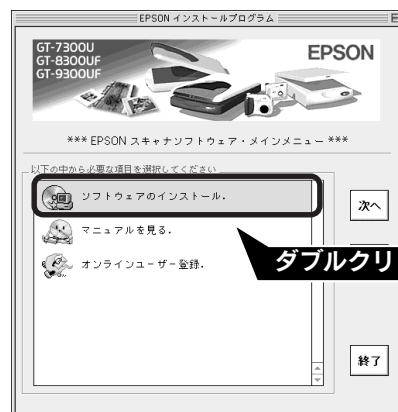 EPSON インストールプログラム
GT-7300U
GT-8300UF
GT-9300UF
EPSON
*** EPSON スキャナソフトウェア・メインメニュー ***
以下の中から必要な項目を選択してください
ソフトウェアのインストール.
次へ
マニュアルを見る.
ダブルクリ
オンラインユーザー登録.
終了